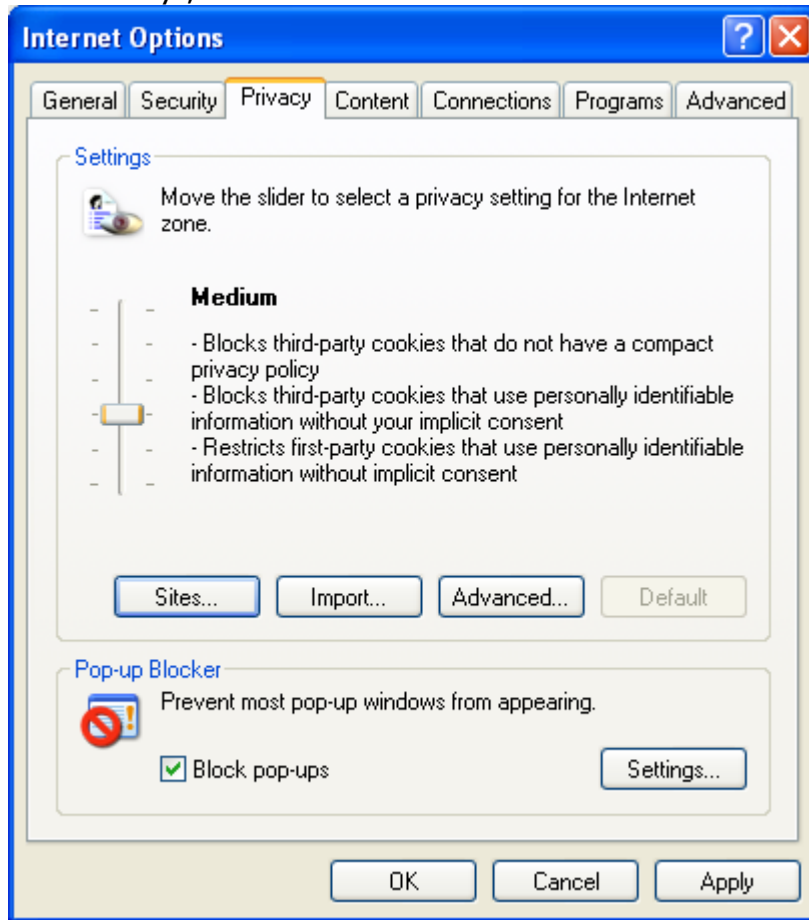 Internet Options
General Security Privacy Content Connections Programs Advanced
Settings
Move the slider to select a privacy setting for the Internet
zone.
Medium
- Blocks third-party cookies that do not have a compact
privacy policy
- Blocks third-party cookies that use personally identifiable
information without your implicit consent
- Restricts first-party cookies that use personally identifiable
information without implicit consent
Sites... Import... Advanced... Default
Pop-up Blocker
Prevent most pop-up windows from appearing.
Block pop-ups Settings...
OK Cancel Apply